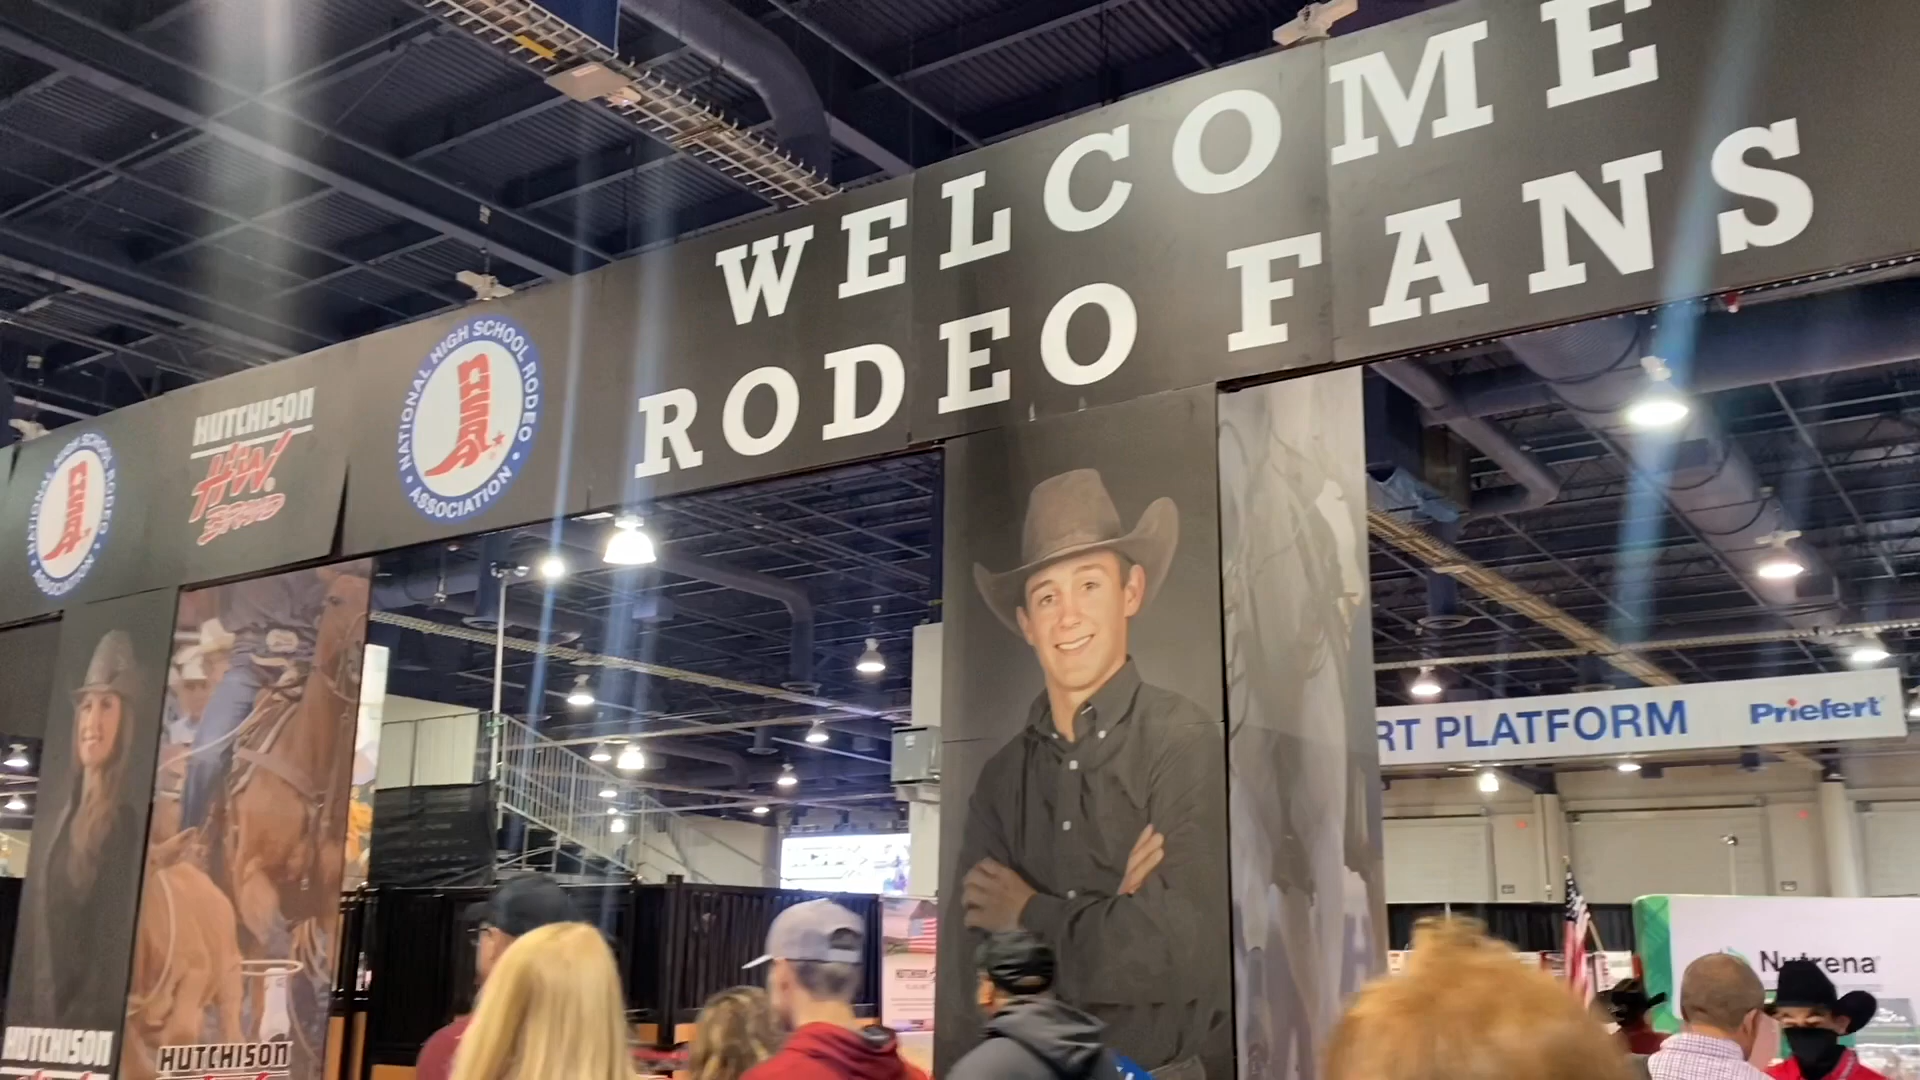 WELCOME
RODEO FANS
NATIONAL HIGH SCHOOL RODEO
• ASSOCIATION •
HUTCHISON
HW
BRAND
NATIONAL HIGH SCHOOL RODEO
• ASSOCIATION •
RT PLATFORM
Priefert
Nutrena
HUTCHISON
HUTCHISON